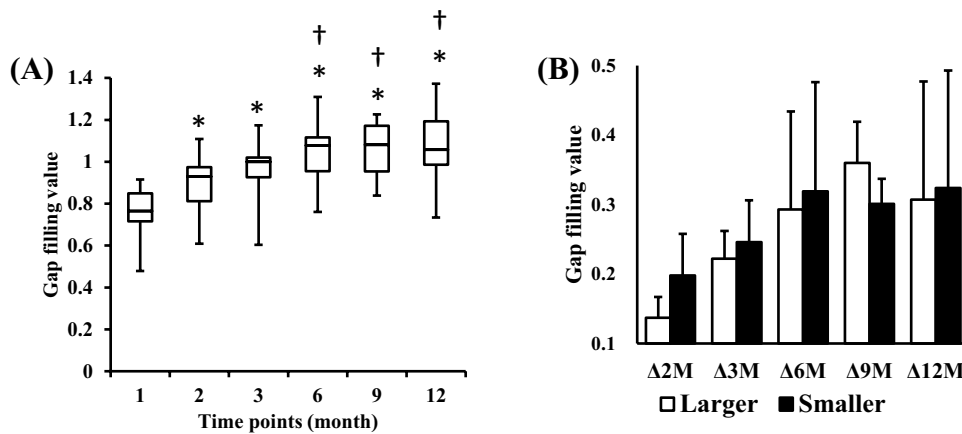 (A)
† † †
* * * * *
Gap filling value
1.4
1.2
1
0.8
0.6
0.4
0.2
0
1 2 3 6 9 12
Time points (month)
(B)
Gap filling value
0.5
0.4
0.3
0.2
0.1
Δ2M Δ3M Δ6M Δ9M Δ12M
Larger Smaller